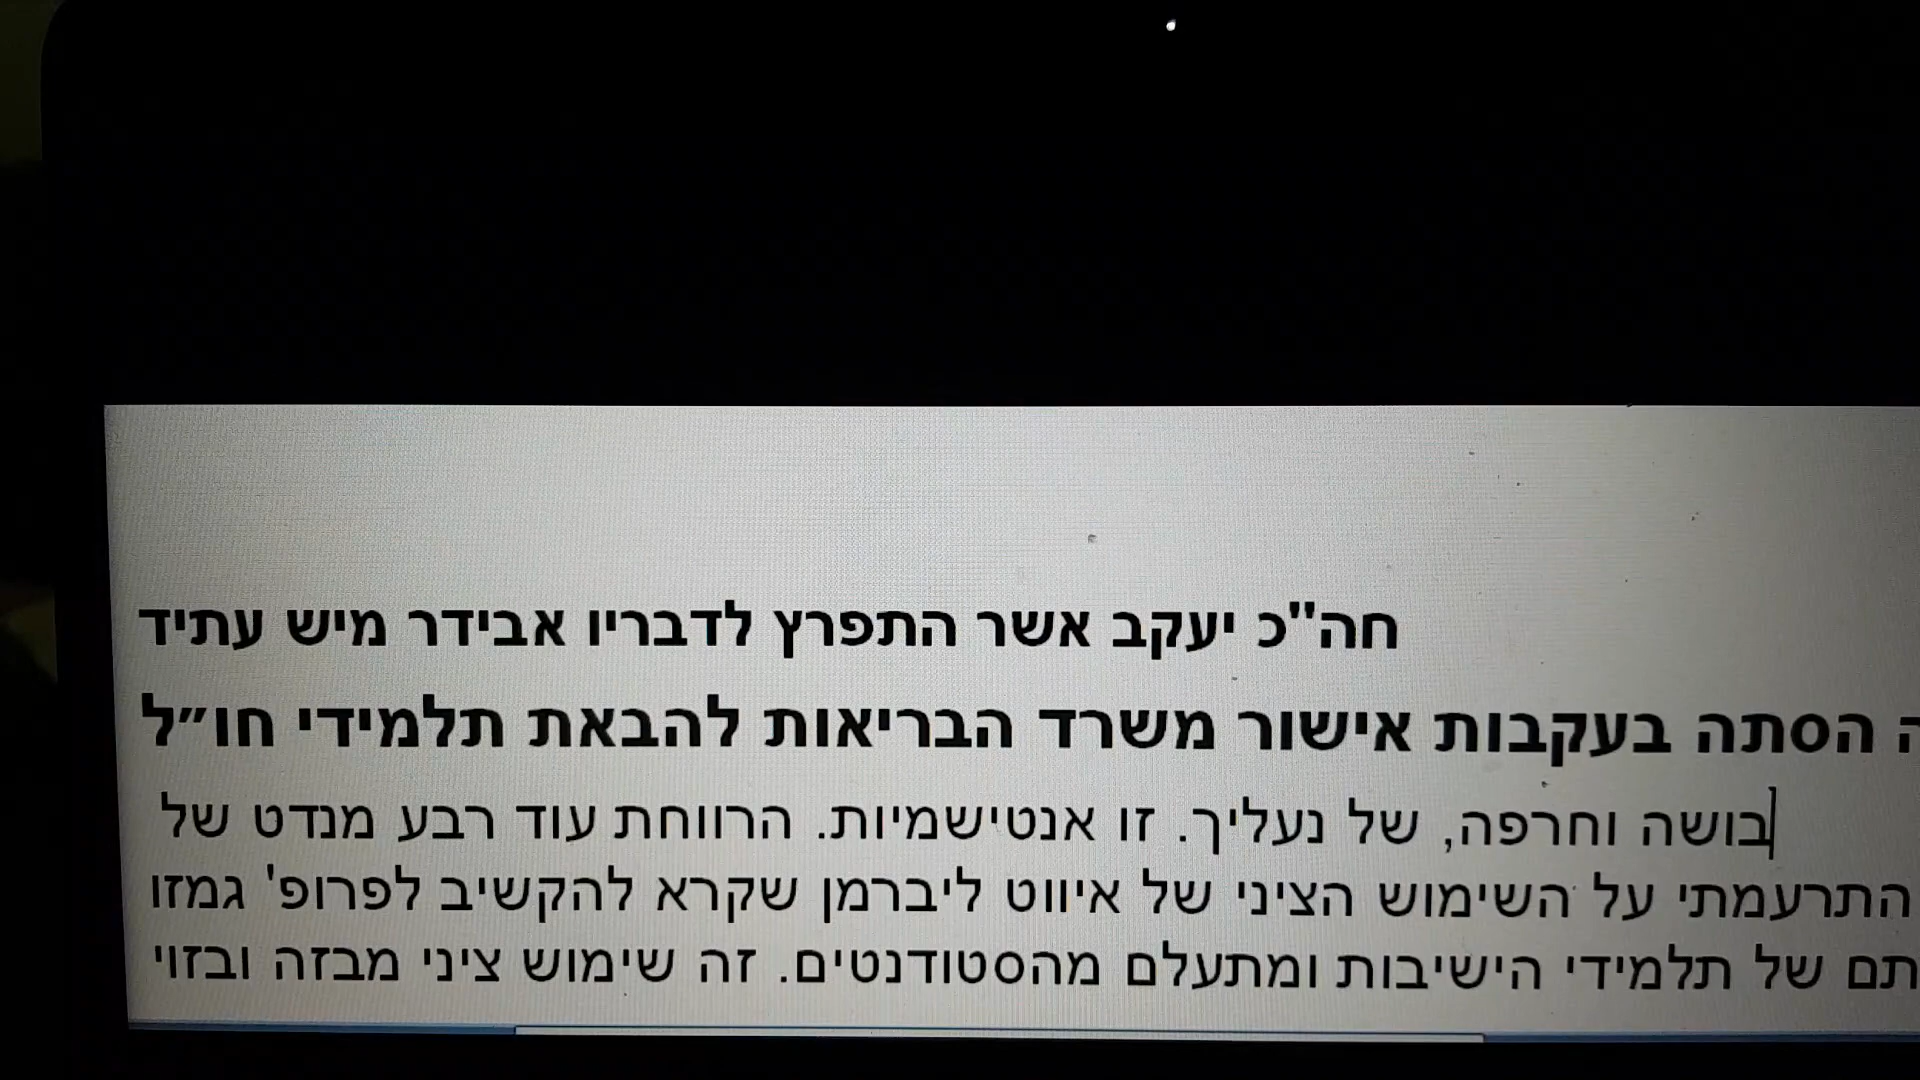 חה"כ יעקב אשר התפרץ לדבריו אבידר מיש עתיד
הסתה בעקבות אישור משרד הבריאות להבאת תלמידי חו״ל
בושה וחרפה, של נעליך. זו אנטישמיות. הרווחת עוד רבע מנדט של
התרעמתי על השימוש הציני של איווט ליברמן שקרא להקשיב לפרופ' גמזו
של תלמידי הישיבות ומתעלם מהסטודנטים. זה שימוש ציני מבזה ובזוי